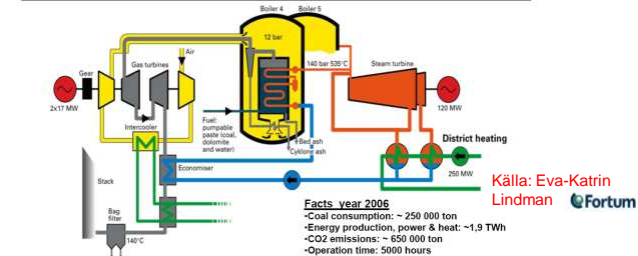 Boiler 4 Boiler 5
12 bar
Air
Gear
Gas turbines
140 bar 535°C
Steam turbine
2x17 MW
120 MW
Intercooler
Fuel:
pumpable
paste (coal,
dolomite
and water)
Bed ash
Cyklone ash
District heating
250 MW
Economiser
Stack
Bag
filter
140°C
Källa: Eva-Katrin
Lindman
Fortum
Facts year 2006
-Coal consumption: ~ 250 000 ton
-Energy production, power & heat: ~1,9 TWh
-CO2 emissions: ~ 650 000 ton
-Operation time: 5000 hours